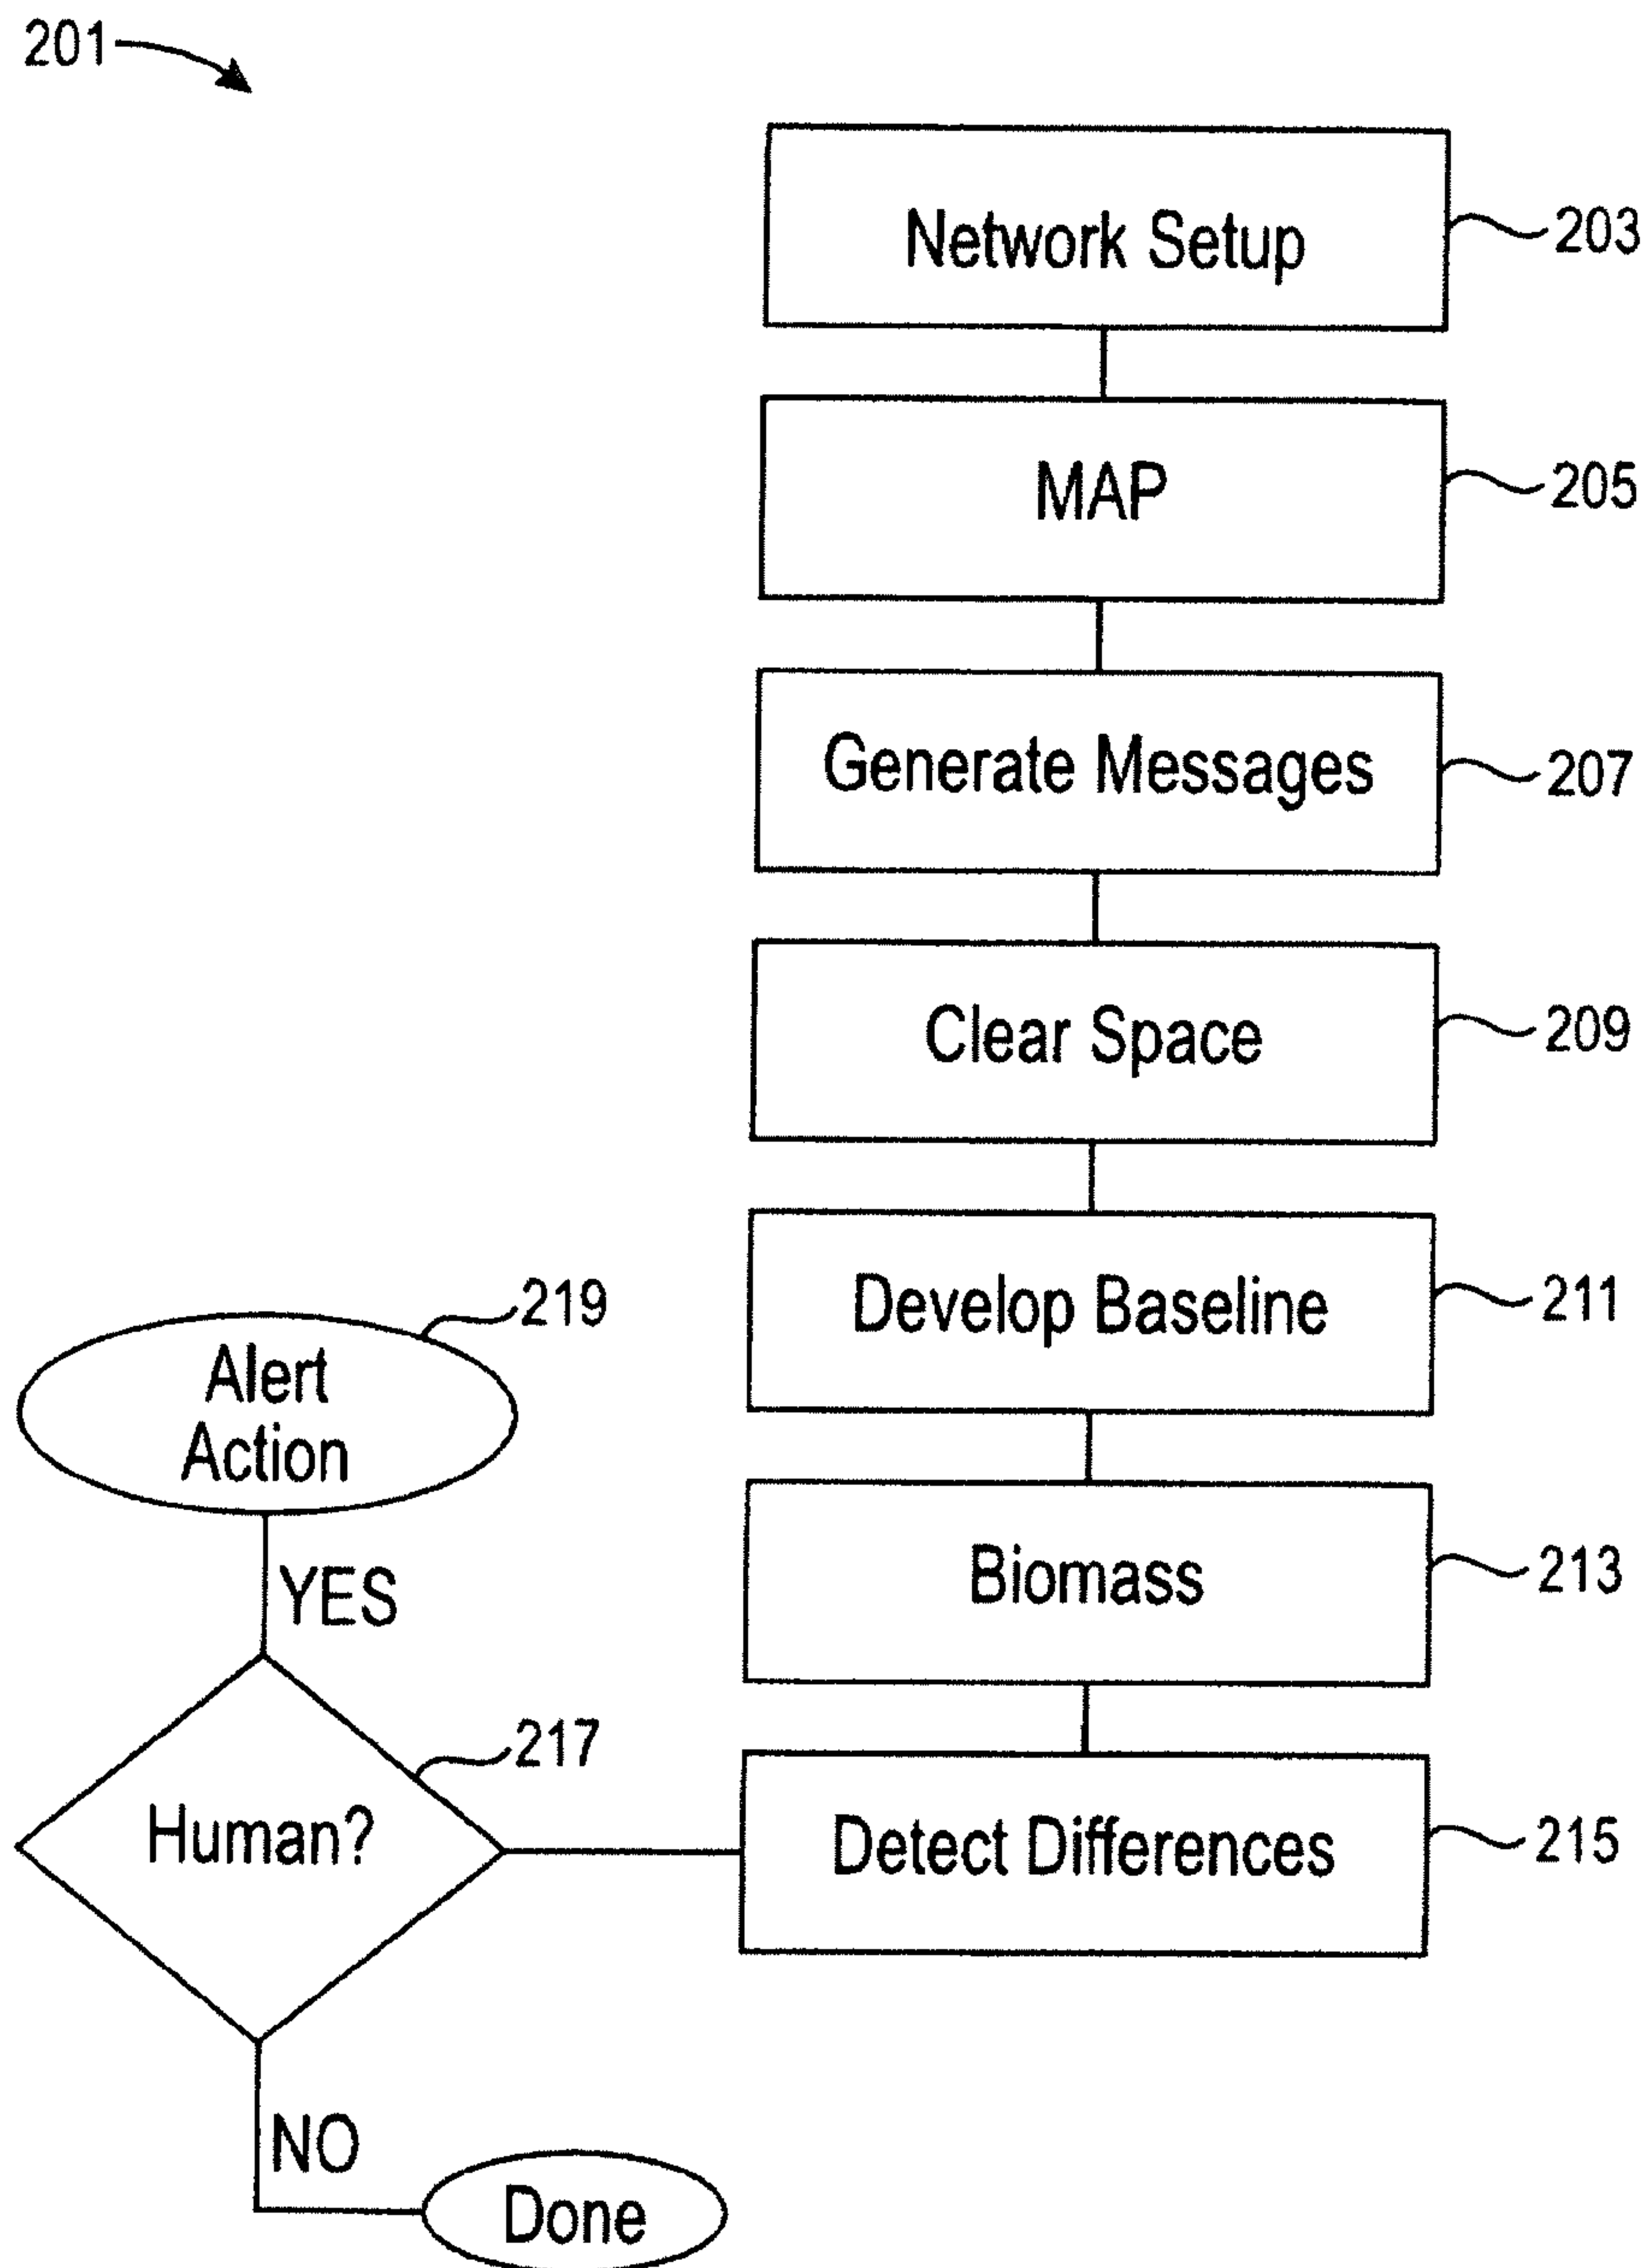 201
Network Setup
203
MAP
205
Generate Messages
207
Clear Space
209
Develop Baseline
211
Biomass
213
Detect Differences
215
Human?
217
YES
Alert
Action
219
NO
Done